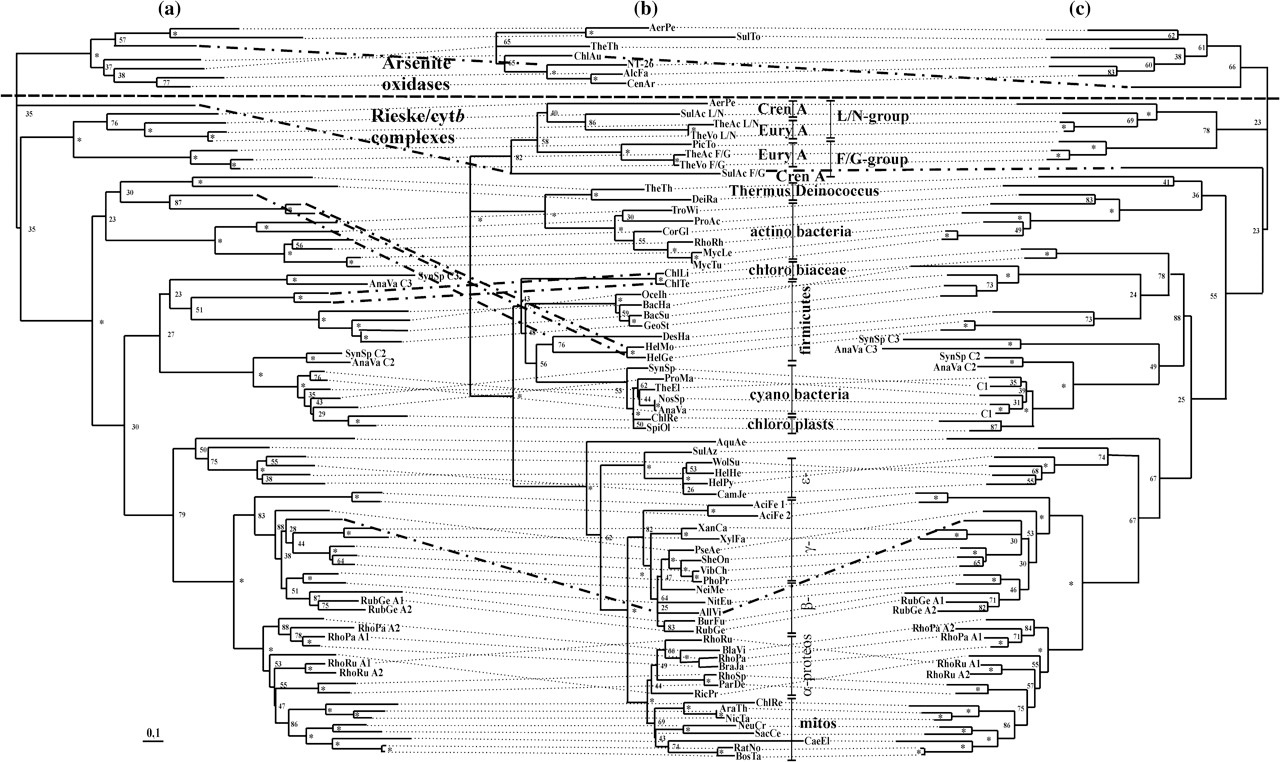 (a)
(b)
(c)
AerPe
SulTo
TheTh
ChlAu
NT-26
AlcFa
CenAr
Arsenite
oxidases
57
37
38
77
65
65
62
61
38
60
83
66
Rieske/cytb
complexes
35
76
AerPe
SulAc L/N
TheAc L/N
TheVo L/N
PicTo
TheAc F/G
TheVo F/G
SulAc F/G
86
58
82
Cren A
Eury A
Eury A
Cren A
L/N-group
F/G-group
69
78
23
TheTh
DeiRa
TroWi
ProAc
CorGl
RhoRh
MycLe
MycTu
30
87
23
35
56
30
55
Thermus Deinococcus
actino bacteria
41
36
83
49
23
ChlLi
ChlTe
chloro biaceae
SynSp C3
AnaVa C3
23
51
27
43
OceIh
BacHa
BacSu
GeoSt
DesHa
HelMo
HelGe
59
76
56
firmicutes
78
73
24
55
73
88
SynSp C3
AnaVa C3
SynSp C2
AnaVa C2
SynSp C2
AnaVa C2
49
76
35
43
29
SynSp
ProMa
TheEl
NosSp
AnaVa
ChlRe
SpiOl
62
44
55
50
cyano bacteria
chloro plasts
C1
C1
35
31
87
25
30
50
75
55
38
79
AquAe
SulAz
WolSu
HelHe
HelPy
CamJe
53
26
ε-
74
68
55
67
AciFe 1
AciFe 2
XanCa
XylFa
PseAe
SheOn
VibCh
PhoPr
NeiMe
NitEu
AllVi
BurFu
RubGe
83
88
28
44
38
64
51
87
75
RubGe A1
RubGe A2
62
82
47
64
25
83
γ-
β-
67
53
30
30
65
46
71
82
RubGe A1
RubGe A2
RhoPa A2
RhoPa A1
RhoRu A1
RhoRu A2
88
78
53
55
RhoRu
BlaVi
RhoPa
BraJa
RhoSp
ParDe
RicPr
66
49
44
α-proteos
RhoPa A2
RhoPa A1
RhoRu A1
RhoRu A2
84
71
55
57
47
86
ChlRe
AraTh
NicTa
NeuCr
SacCe
CaeEl
RatNo
BosTa
69
43
74
mitos
75
86
0,1